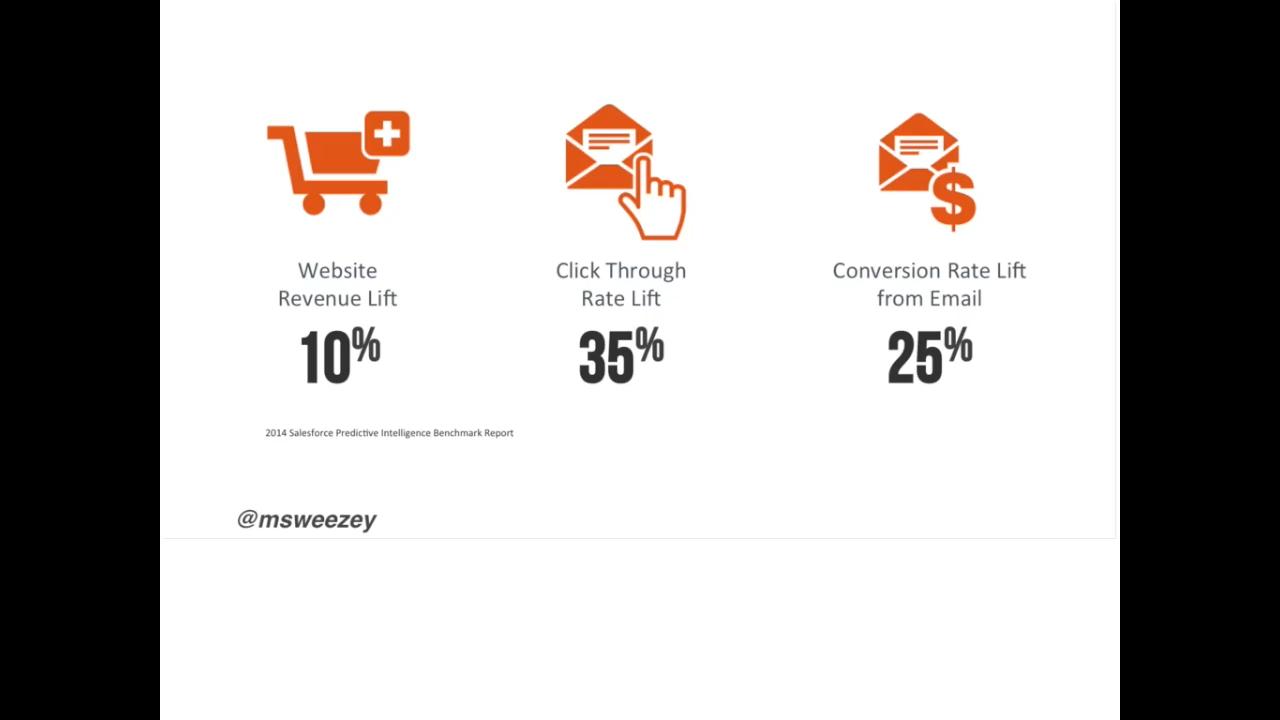 Website
Revenue Lift
10%
Click Through
Rate Lift
35%
Conversion Rate Lift
from Email
25%
2014 Salesforce Predictive Intelligence Benchmark Report
@msweezey